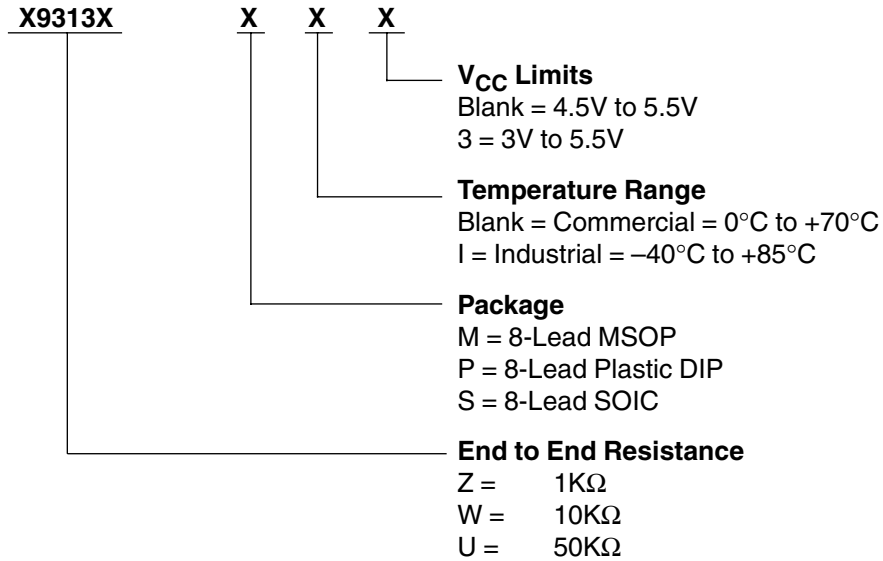 X9313X X X X
V_CC Limits
Blank = 4.5V to 5.5V
3 = 3V to 5.5V
Temperature Range
Blank = Commercial = 0°C to +70°C
I = Industrial = –40°C to +85°C
Package
M = 8-Lead MSOP
P = 8-Lead Plastic DIP
S = 8-Lead SOIC
End to End Resistance
Z = 1KΩ
W = 10KΩ
U = 50KΩ